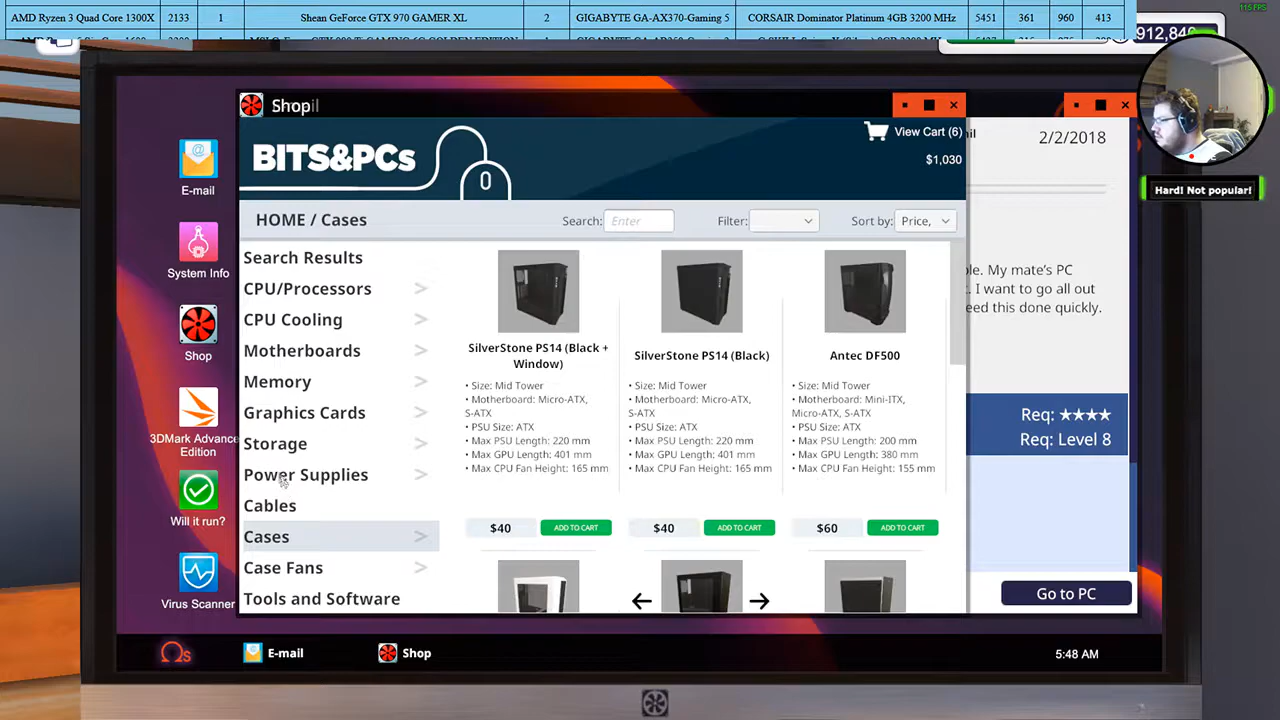 AMD Ryzen 3 Quad Core 1300X 2133 1 Shean GeForce GTX 970 GAMER XL 2 GIGABYTE GA-AX370-Gaming 5 CORSAIR Dominator Platinum 4GB 3200 MHz 5451 361 960 413
115 FPS
912,84
Shopil
View Cart (6)
$1,030
BITS&PCs
2/2/2018
Hard! Not popular!
HOME / Cases
Search: Enter
Filter:
Sort by: Price,
E-mail
System Info
Shop
3DMark Advance Edition
Will it run?
Virus Scanner
Search Results
CPU/Processors >
CPU Cooling >
Motherboards >
Memory >
Graphics Cards >
Storage >
Power Supplies >
Cables
Cases >
Case Fans >
Tools and Software
SilverStone PS14 (Black + Window)
• Size: Mid Tower
• Motherboard: Micro-ATX, S-ATX
• PSU Size: ATX
• Max PSU Length: 220 mm
• Max GPU Length: 401 mm
• Max CPU Fan Height: 165 mm
$40 ADD TO CART
SilverStone PS14 (Black)
• Size: Mid Tower
• Motherboard: Micro-ATX, S-ATX
• PSU Size: ATX
• Max PSU Length: 220 mm
• Max GPU Length: 401 mm
• Max CPU Fan Height: 165 mm
$40 ADD TO CART
Antec DF500
• Size: Mid Tower
• Motherboard: Mini-ITX, Micro-ATX, S-ATX
• PSU Size: ATX
• Max PSU Length: 200 mm
• Max GPU Length: 380 mm
• Max CPU Fan Height: 155 mm
$60 ADD TO CART
ple. My mate's PC
. I want to go all out
eed this done quickly.
Req: ★★★★
Req: Level 8
Go to PC
Ωs
E-mail
Shop
5:48 AM